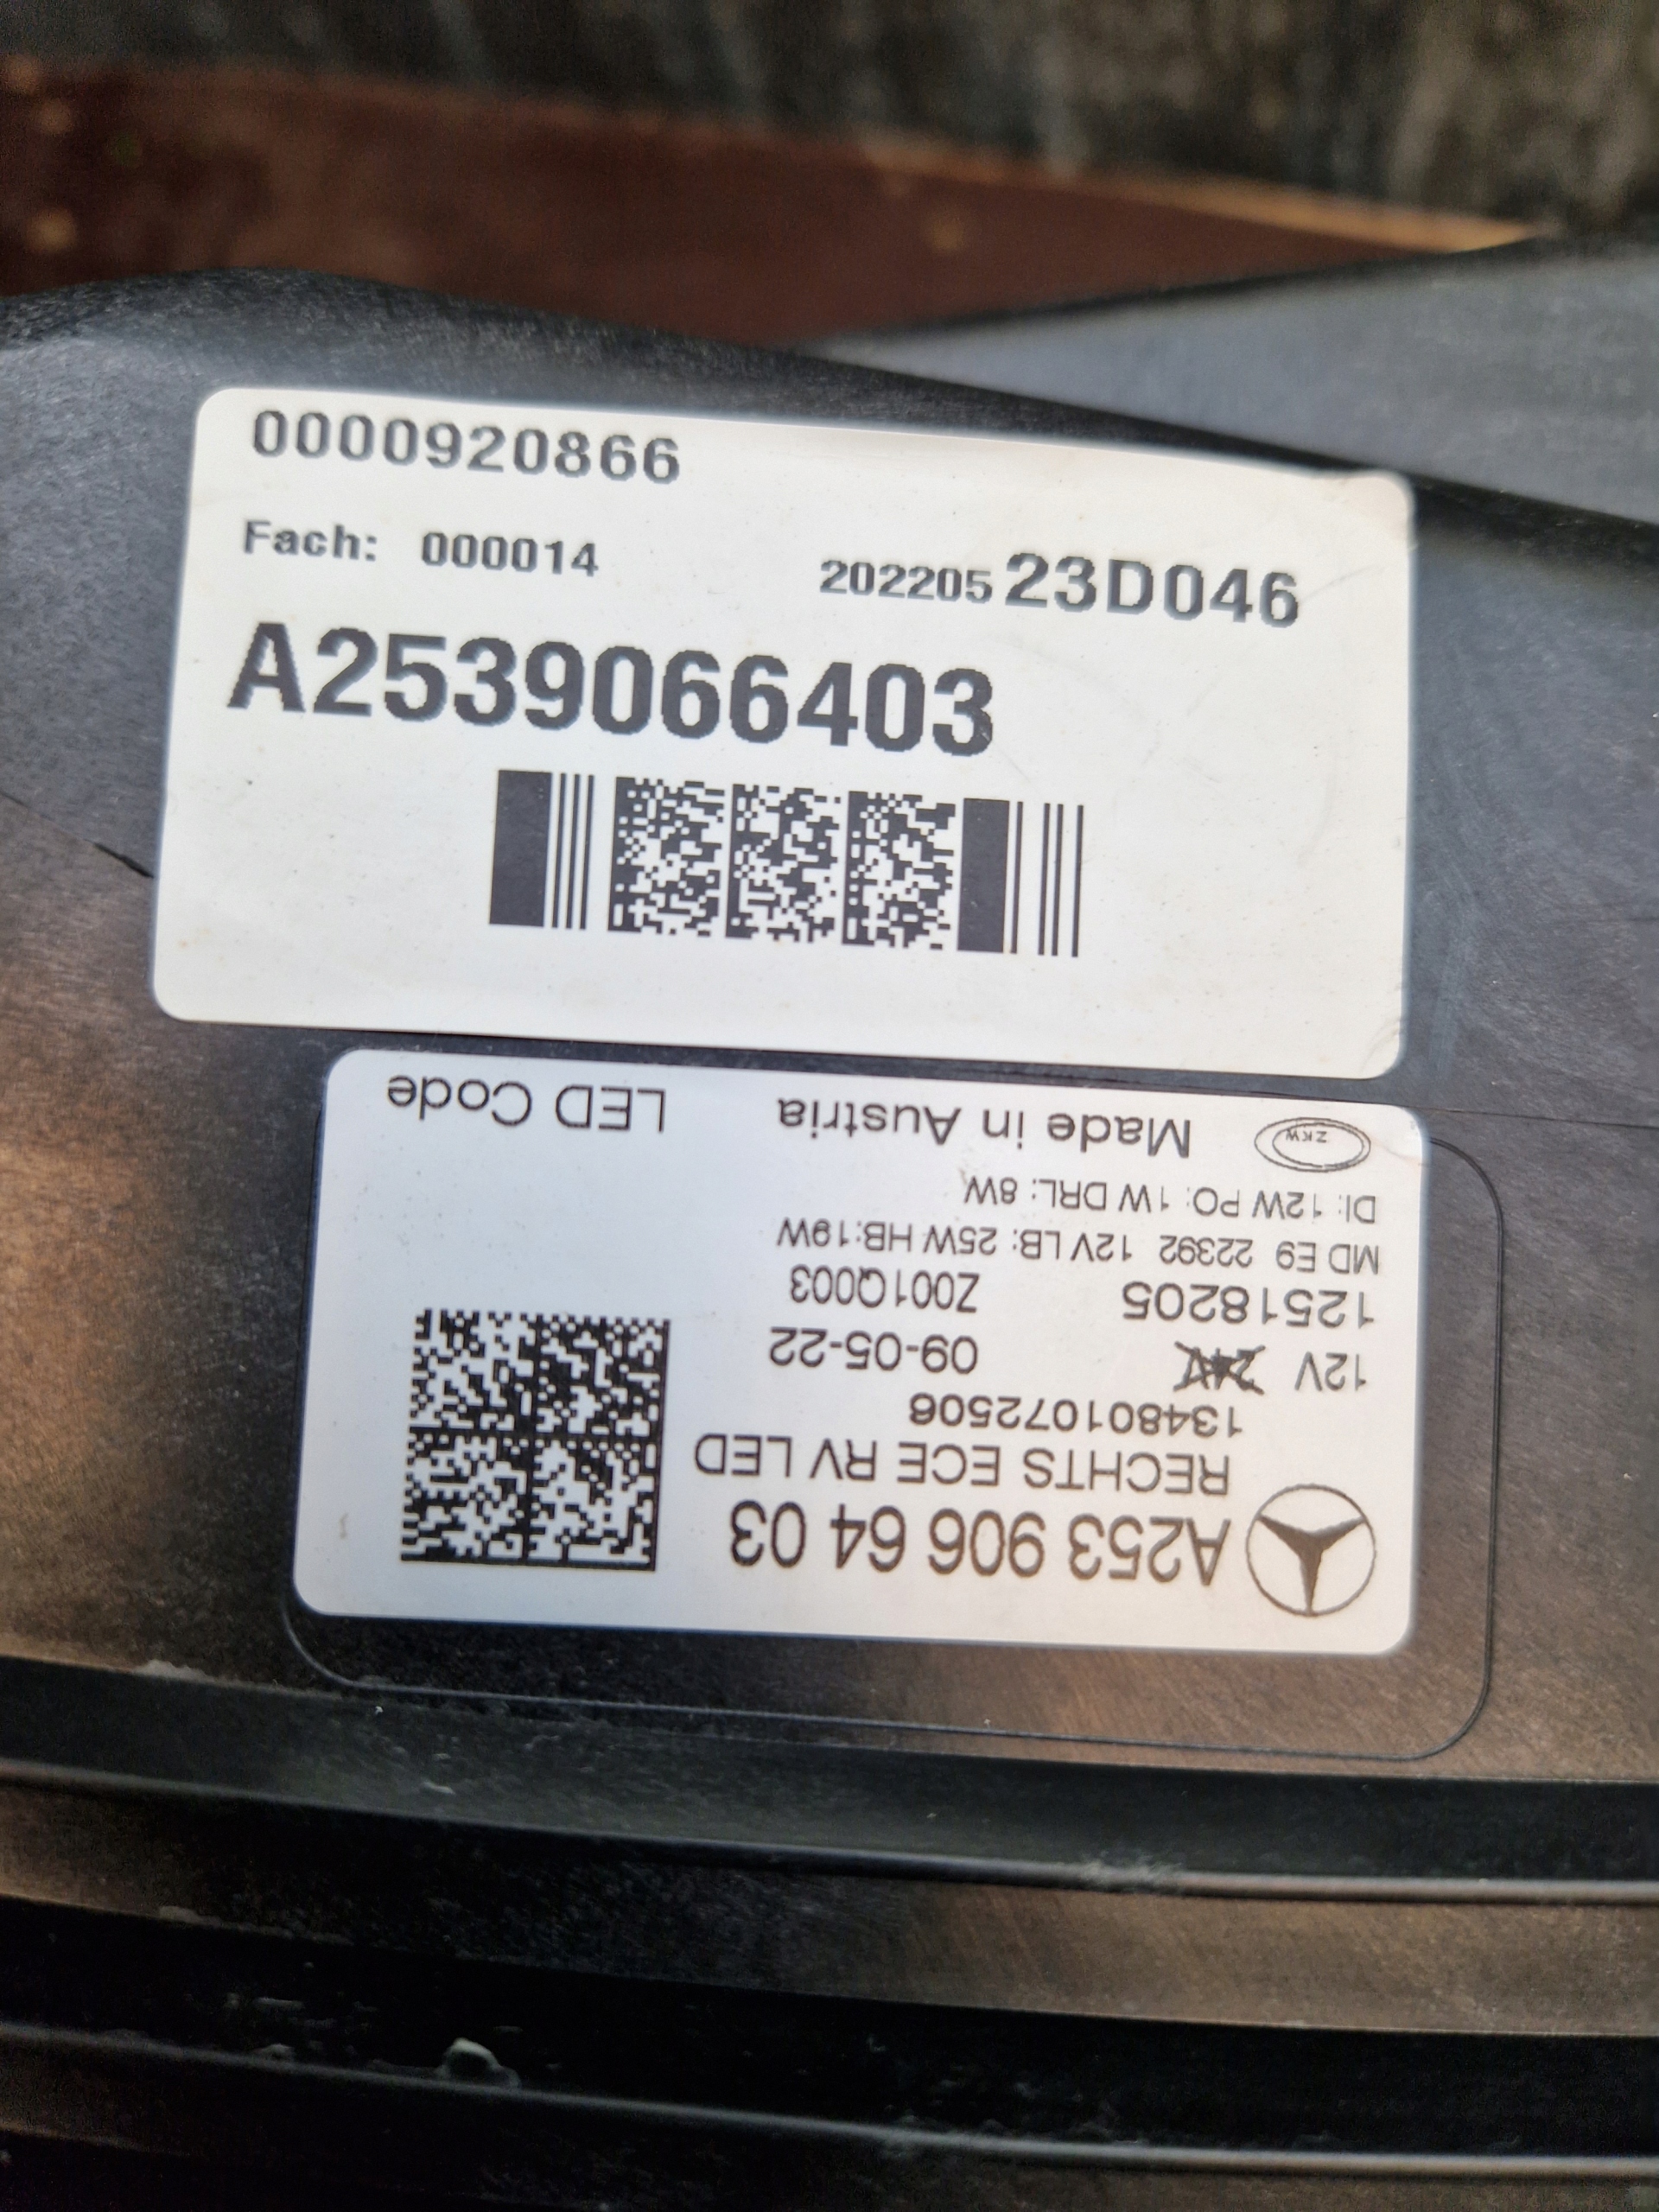 0000920866
Fach: 000014 202205 23D046
A2539066403
A253 906 64 03
RECHTS ECE RV LED
134801072506
12V 24V 09-05-22
12518205 Z001Q003
MD E9 22392 12V LB: 25W HB:19W
DI: 12W PO: 1W DRL: 8W
ZKW Made in Austria LED Code